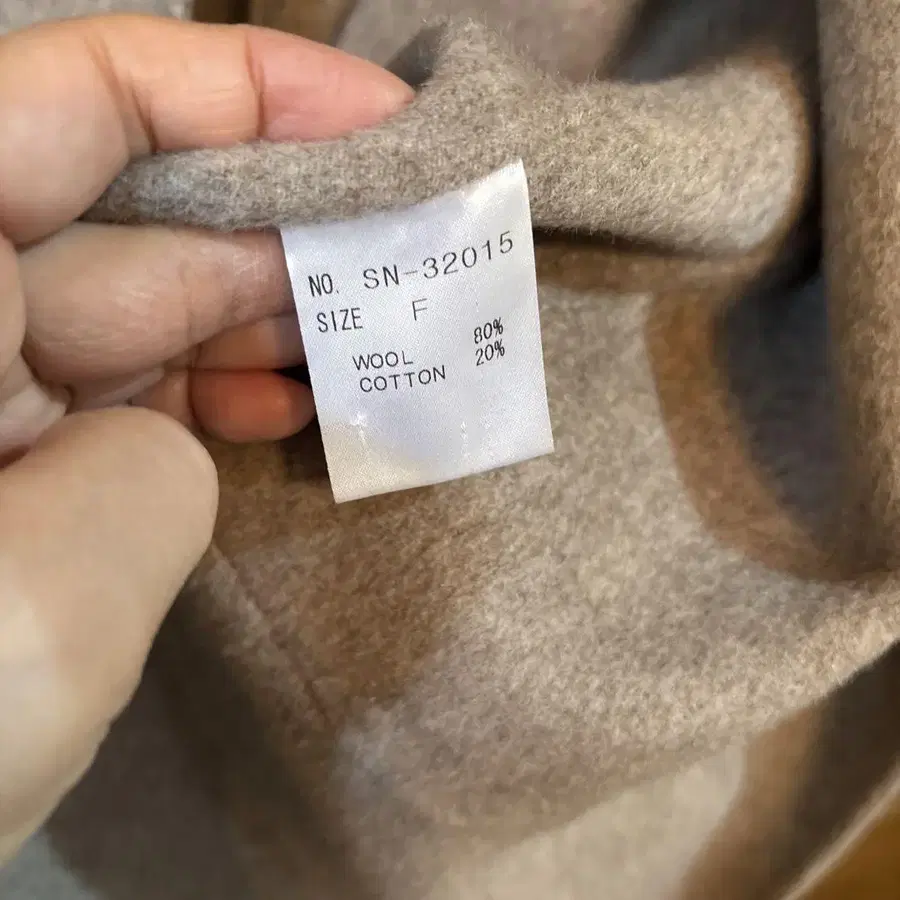 NO. SN-32015
SIZE F
WOOL 80%
COTTON 20%